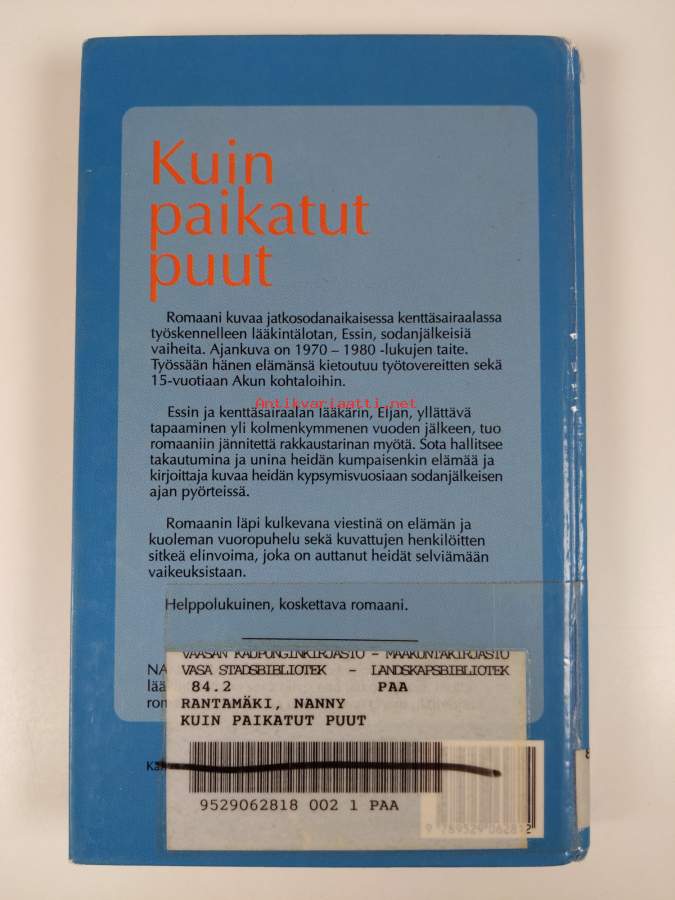 Kuin
paikatut
puut
Romaani kuvaa jatkosodanaikaisessa kenttäsairaalassa
työskennelleen lääkintälotan, Essin, sodanjälkeisiä
vaiheita. Ajankuva on 1970 – 1980 -lukujen taite.
Työssään hänen elämänsä kietoutuu työtovereitten sekä
15-vuotiaan Akun kohtaloihin.
Antikvariaatti.net
Essin ja kenttäsairaalan lääkärin, Eljan, yllättävä
tapaaminen yli kolmenkymmenen vuoden jälkeen, tuo
romaaniin jännitettä rakkaustarinan myötä. Sota hallitsee
takautumina ja unina heidän kumpaisenkin elämää ja
kirjoittaja kuvaa heidän kypsymisvuosiaan sodanjälkeisen
ajan pyörteissä.
Romaanin läpi kulkevana viestinä on elämän ja
kuoleman vuoropuhelu sekä kuvattujen henkilöitten
sitkeä elinvoima, joka on auttanut heidät selviämään
vaikeuksistaan.
Helppolukuinen, koskettava romaani.
VAASAN KAUPUNGINKIRJASTO – MAAKUNTAKIRJASTO
VASA STADSBIBLIOTEK – LANDSKAPSBIBLIOTEK
84.2 PAA
RANTAMÄKI, NANNY
KUIN PAIKATUT PUUT
9529062818 002 1 PAA
9 789529 062812